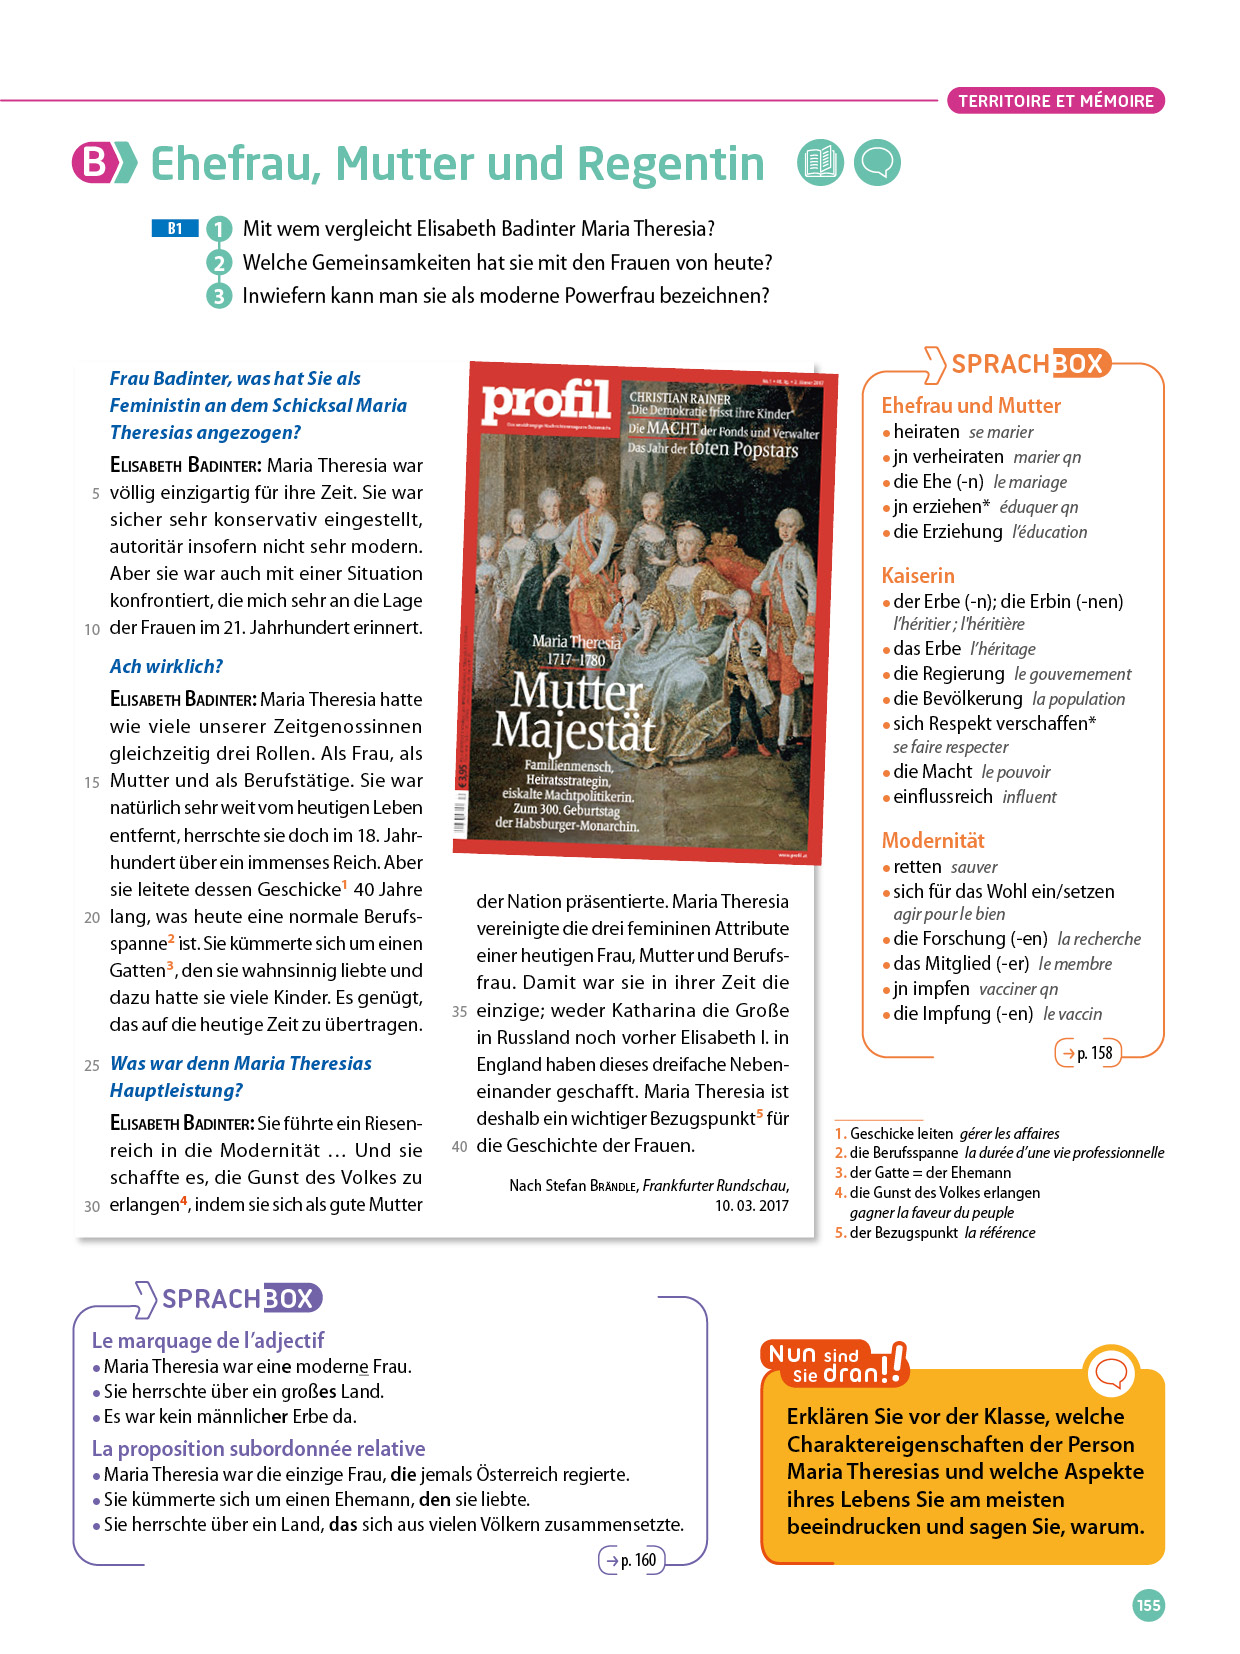 TERRITOIRE ET MÉMOIRE
B Ehefrau, Mutter und Regentin
B1
1 Mit wem vergleicht Elisabeth Badinter Maria Theresia?
2 Welche Gemeinsamkeiten hat sie mit den Frauen von heute?
3 Inwiefern kann man sie als moderne Powerfrau bezeichnen?
Frau Badinter, was hat Sie als
Feministin an dem Schicksal Maria
Theresias angezogen?
ELISABETH BADINTER: Maria Theresia war
5 völlig einzigartig für ihre Zeit. Sie war
sicher sehr konservativ eingestellt,
autoritär insofern nicht sehr modern.
Aber sie war auch mit einer Situation
konfrontiert, die mich sehr an die Lage
10 der Frauen im 21. Jahrhundert erinnert.
Ach wirklich?
ELISABETH BADINTER: Maria Theresia hatte
wie viele unserer Zeitgenossinnen
gleichzeitig drei Rollen. Als Frau, als
15 Mutter und als Berufstätige. Sie war
natürlich sehr weit vom heutigen Leben
entfernt, herrschte sie doch im 18. Jahr-
hundert über ein immenses Reich. Aber
sie leitete dessen Geschicke1 40 Jahre
20 lang, was heute eine normale Berufs-
spanne2 ist. Sie kümmerte sich um einen
Gatten3, den sie wahnsinnig liebte und
dazu hatte sie viele Kinder. Es genügt,
das auf die heutige Zeit zu übertragen.
25 Was war denn Maria Theresias
Hauptleistung?
ELISABETH BADINTER: Sie führte ein Riesen-
reich in die Modernität ... Und sie
schaffte es, die Gunst des Volkes zu
30 erlangen4, indem sie sich als gute Mutter
profil
CHRISTIAN RAINER
„Die Demokratie frisst ihre Kinder“
Die MACHT der Fonds und Verwalter
Das Jahr der toten Popstars
Maria Theresia
1717–1780
Mutter
Majestät
Familienmensch,
Heiratsstrategin,
eiskalte Machtpolitikerin.
Zum 300. Geburtstag
der Habsburger-Monarchin.
€ 3,95
www.profil.at
der Nation präsentierte. Maria Theresia
vereinigte die drei femininen Attribute
einer heutigen Frau, Mutter und Berufs-
frau. Damit war sie in ihrer Zeit die
35 einzige; weder Katharina die Große
in Russland noch vorher Elisabeth I. in
England haben dieses dreifache Neben-
einander geschafft. Maria Theresia ist
deshalb ein wichtiger Bezugspunkt5 für
40 die Geschichte der Frauen.
Nach Stefan BRÄNDLE, Frankfurter Rundschau,
10. 03. 2017
SPRACHBOX
Ehefrau und Mutter
• heiraten se marier
• jn verheiraten marier qn
• die Ehe (-n) le mariage
• jn erziehen* éduquer qn
• die Erziehung l'éducation
Kaiserin
• der Erbe (-n); die Erbin (-nen)
l'héritier ; l'héritière
• das Erbe l'héritage
• die Regierung le gouvernement
• die Bevölkerung la population
• sich Respekt verschaffen*
se faire respecter
• die Macht le pouvoir
• einflussreich influent
Modernität
• retten sauver
• sich für das Wohl ein/setzen
agir pour le bien
• die Forschung (-en) la recherche
• das Mitglied (-er) le membre
• jn impfen vacciner qn
• die Impfung (-en) le vaccin
→ p. 158
1. Geschicke leiten gérer les affaires
2. die Berufsspanne la durée d'une vie professionnelle
3. der Gatte = der Ehemann
4. die Gunst des Volkes erlangen
gagner la faveur du peuple
5. der Bezugspunkt la référence
SPRACHBOX
Le marquage de l'adjectif
• Maria Theresia war eine moderne Frau.
• Sie herrschte über ein großes Land.
• Es war kein männlicher Erbe da.
La proposition subordonnée relative
• Maria Theresia war die einzige Frau, die jemals Österreich regierte.
• Sie kümmerte sich um einen Ehemann, den sie liebte.
• Sie herrschte über ein Land, das sich aus vielen Völkern zusammensetzte.
→ p. 160
Nun sind
Sie dran!!
Erklären Sie vor der Klasse, welche
Charaktereigenschaften der Person
Maria Theresias und welche Aspekte
ihres Lebens Sie am meisten
beeindrucken und sagen Sie, warum.
155